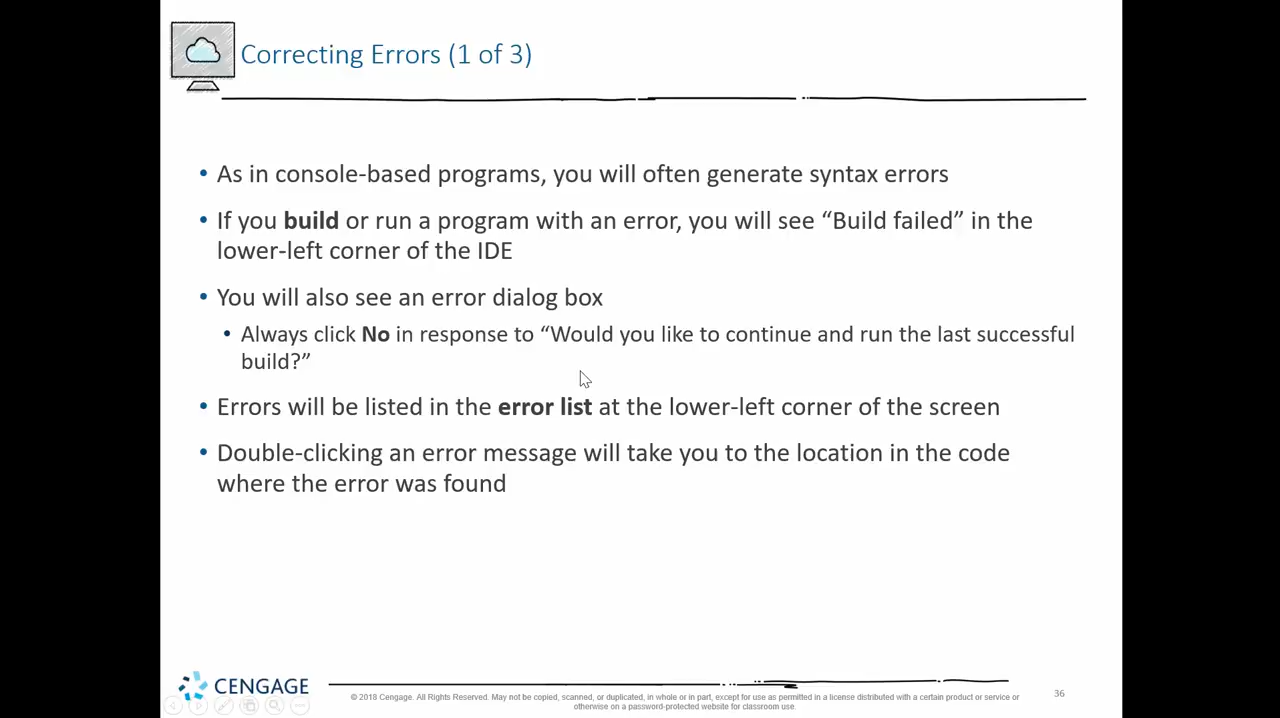 Correcting Errors (1 of 3)
• As in console-based programs, you will often generate syntax errors
• If you build or run a program with an error, you will see “Build failed” in the
lower-left corner of the IDE
• You will also see an error dialog box
• Always click No in response to “Would you like to continue and run the last successful
build?”
• Errors will be listed in the error list at the lower-left corner of the screen
• Double-clicking an error message will take you to the location in the code
where the error was found
CENGAGE
© 2018 Cengage. All Rights Reserved. May not be copied, scanned, or duplicated, in whole or in part, except for use as permitted in a license distributed with a certain product or service or
otherwise on a password-protected website for classroom use.
36